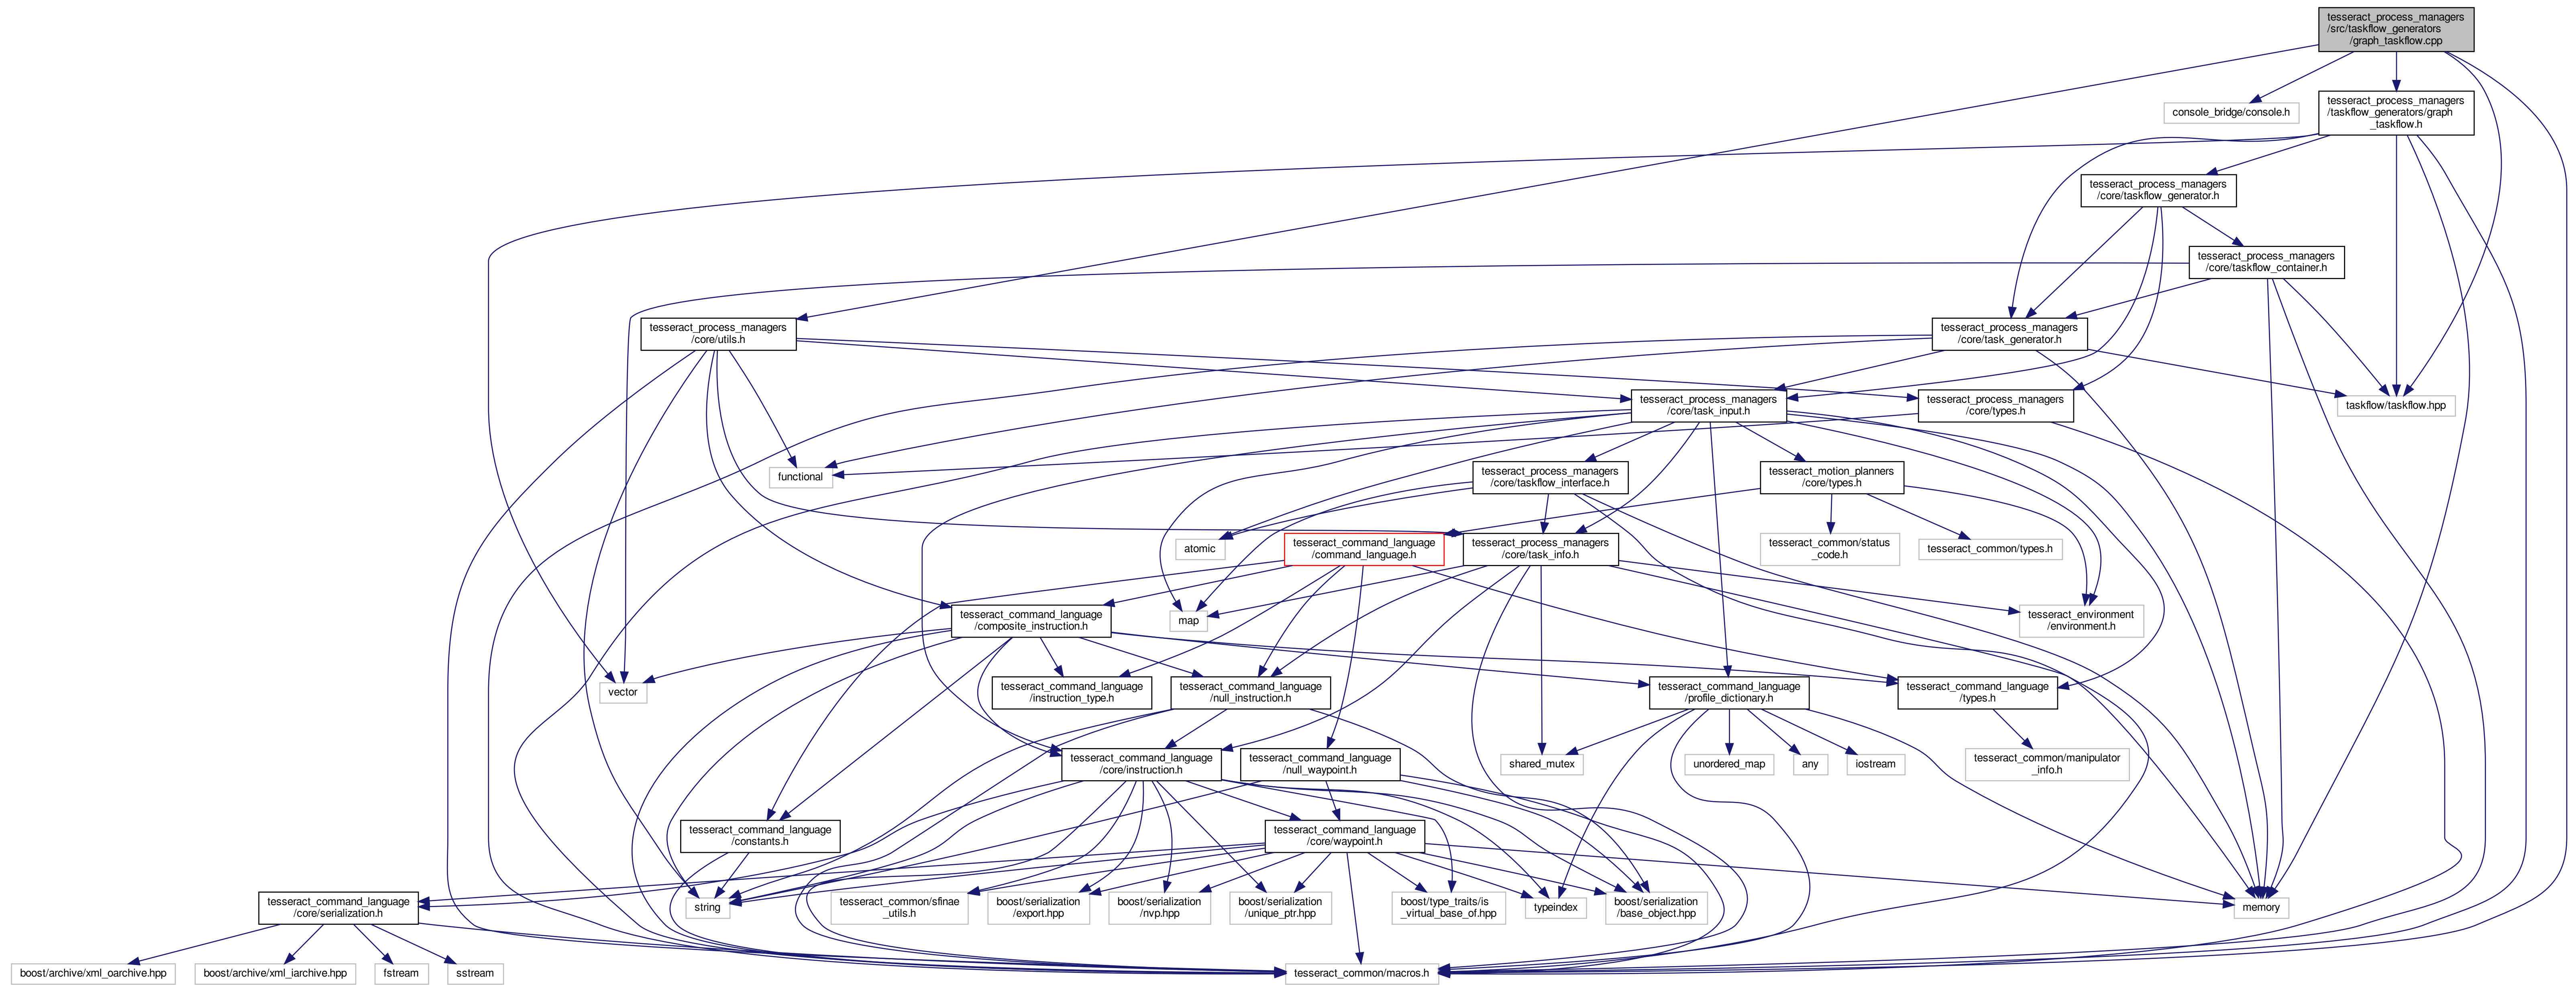 tesseract_process_managers
/src/taskflow_generators
/graph_taskflow.cpp
console_bridge/console.h
tesseract_process_managers
/taskflow_generators/graph
_taskflow.h
tesseract_process_managers
/core/taskflow_generator.h
tesseract_process_managers
/core/taskflow_container.h
tesseract_process_managers
/core/utils.h
tesseract_process_managers
/core/task_generator.h
tesseract_process_managers
/core/task_input.h
tesseract_process_managers
/core/types.h
taskflow/taskflow.hpp
functional
tesseract_process_managers
/core/taskflow_interface.h
tesseract_motion_planners
/core/types.h
atomic
tesseract_command_language
/command_language.h
tesseract_process_managers
/core/task_info.h
tesseract_common/status
_code.h
tesseract_common/types.h
tesseract_command_language
/composite_instruction.h
map
tesseract_environment
/environment.h
vector
tesseract_command_language
/instruction_type.h
tesseract_command_language
/null_instruction.h
tesseract_command_language
/profile_dictionary.h
tesseract_command_language
/types.h
tesseract_command_language
/core/instruction.h
tesseract_command_language
/null_waypoint.h
shared_mutex
unordered_map
any
iostream
tesseract_common/manipulator
_info.h
tesseract_command_language
/constants.h
tesseract_command_language
/core/waypoint.h
tesseract_command_language
/core/serialization.h
string
tesseract_common/sfinae
_utils.h
boost/serialization
/export.hpp
boost/serialization
/nvp.hpp
boost/serialization
/unique_ptr.hpp
boost/type_traits/is
_virtual_base_of.hpp
typeindex
boost/serialization
/base_object.hpp
memory
boost/archive/xml_oarchive.hpp
boost/archive/xml_iarchive.hpp
fstream
sstream
tesseract_common/macros.h